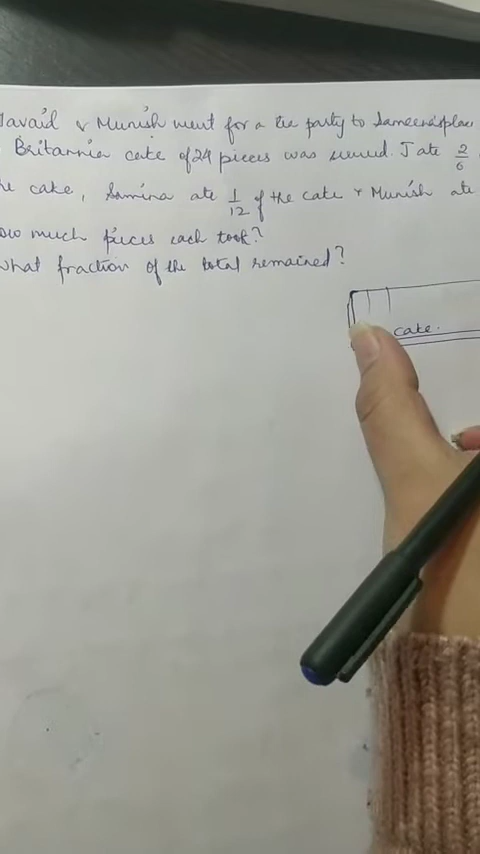 Javaid & Munish went for a tea party to Sameena's place
Britannia cake of 24 pieces was served. J ate 2/6
he cake, Samina ate 1/12 of the cake & Munish ate
ow much pieces each took?
what fraction of the total remained?
cake.